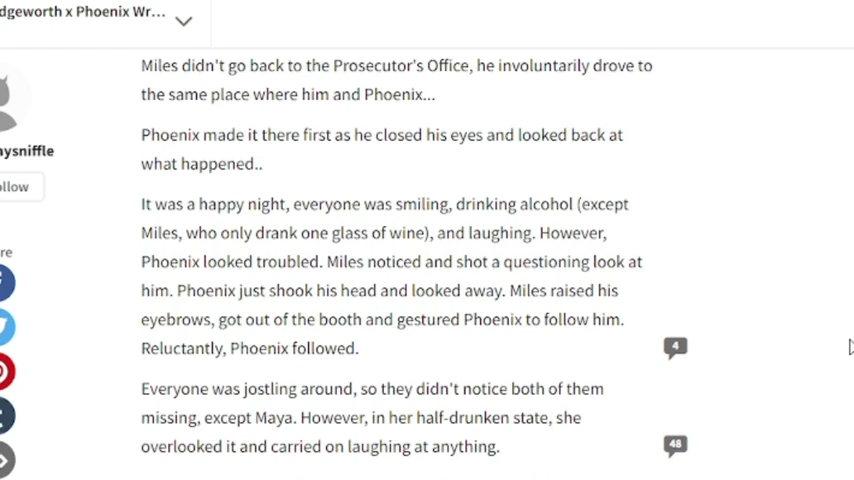 dgeworth x Phoenix Wr...
Miles didn't go back to the Prosecutor's Office, he involuntarily drove to
the same place where him and Phoenix...
Phoenix made it there first as he closed his eyes and looked back at
what happened..
aysniffle
ollow
It was a happy night, everyone was smiling, drinking alcohol (except
Miles, who only drank one glass of wine), and laughing. However,
re
Phoenix looked troubled. Miles noticed and shot a questioning look at
him. Phoenix just shook his head and looked away. Miles raised his
eyebrows, got out of the booth and gestured Phoenix to follow him.
Reluctantly, Phoenix followed.
4
Everyone was jostling around, so they didn't notice both of them
missing, except Maya. However, in her half-drunken state, she
overlooked it and carried on laughing at anything.
48